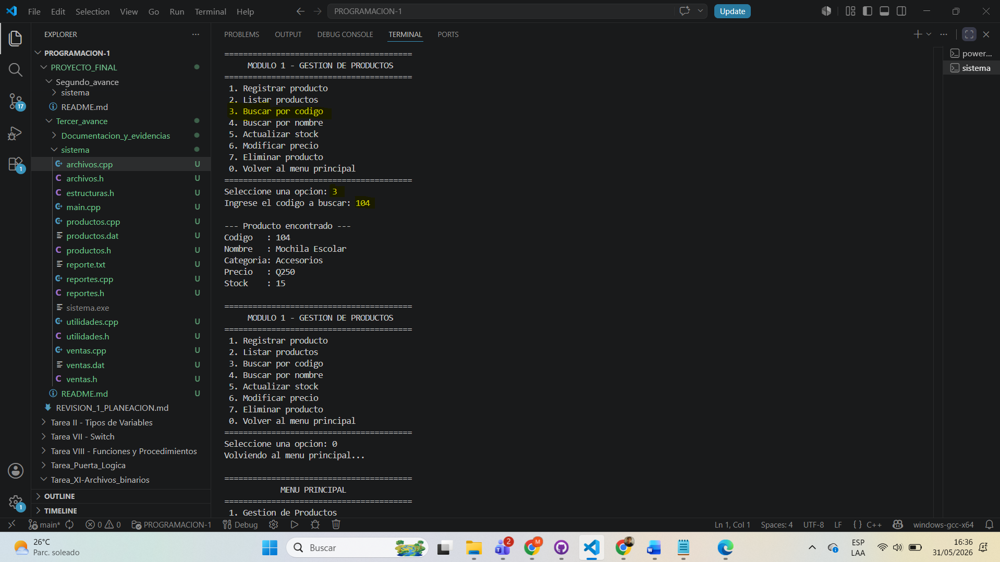 File Edit Selection View Go Run Terminal Help
PROGRAMACION-1
Update
EXPLORER
PROGRAMACION-1
PROYECTO_FINAL
Segundo_avance
sistema
README.md
Tercer_avance
Documentacion_y_evidencias
sistema
archivos.cpp U
archivos.h U
estructuras.h U
main.cpp U
productos.cpp U
productos.dat U
productos.h U
reporte.txt U
reportes.cpp U
reportes.h U
sistema.exe
utilidades.cpp U
utilidades.h U
ventas.cpp U
ventas.dat U
ventas.h U
README.md U
REVISION_1_PLANEACION.md
Tarea II - Tipos de Variables
Tarea VII - Switch
Tarea VIII - Funciones y Procedimientos
Tarea_Puerta_Logica
Tarea_XI-Archivos_binarios
OUTLINE
TIMELINE
17
1
1
PROBLEMS OUTPUT DEBUG CONSOLE TERMINAL PORTS
power...
sistema
========================================
MODULO 1 - GESTION DE PRODUCTOS
========================================
1. Registrar producto
2. Listar productos
3. Buscar por codigo
4. Buscar por nombre
5. Actualizar stock
6. Modificar precio
7. Eliminar producto
0. Volver al menu principal
========================================
Seleccione una opcion: 3
Ingrese el codigo a buscar: 104
--- Producto encontrado ---
Codigo   : 104
Nombre   : Mochila Escolar
Categoria: Accesorios
Precio   : Q250
Stock    : 15
========================================
MODULO 1 - GESTION DE PRODUCTOS
========================================
1. Registrar producto
2. Listar productos
3. Buscar por codigo
4. Buscar por nombre
5. Actualizar stock
6. Modificar precio
7. Eliminar producto
0. Volver al menu principal
========================================
Seleccione una opcion: 0
Volviendo al menu principal...
========================================
MENU PRINCIPAL
========================================
1. Gestion de Productos
main* 0 0 PROGRAMACION-1 Debug
Ln 1, Col 1 Spaces: 4 UTF-8 LF {} C++ windows-gcc-x64
26°C
Parc. soleado
Buscar
2
M
ESP
LAA
16:36
31/05/2026